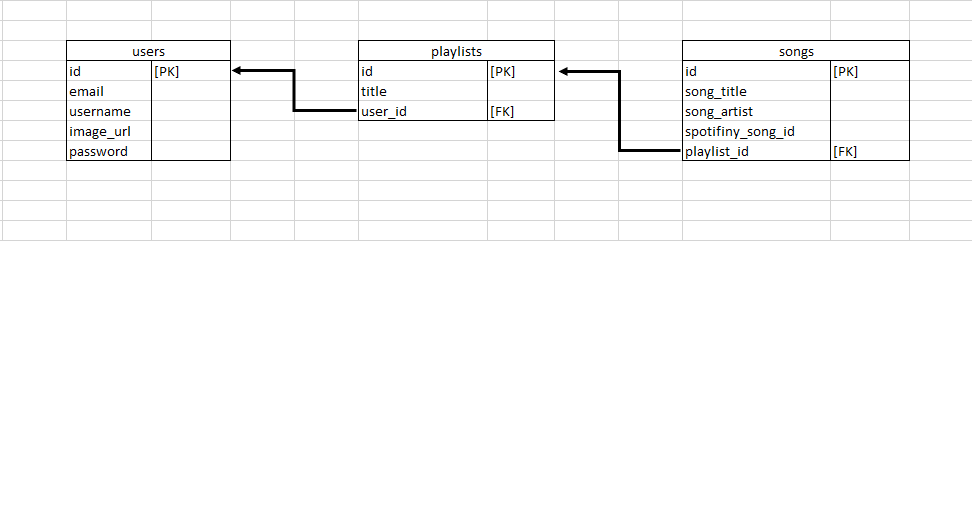 users
id [PK]
email
username
image_url
password
playlists
id [PK]
title
user_id [FK]
songs
id [PK]
song_title
song_artist
spotifiny_song_id
playlist_id [FK]